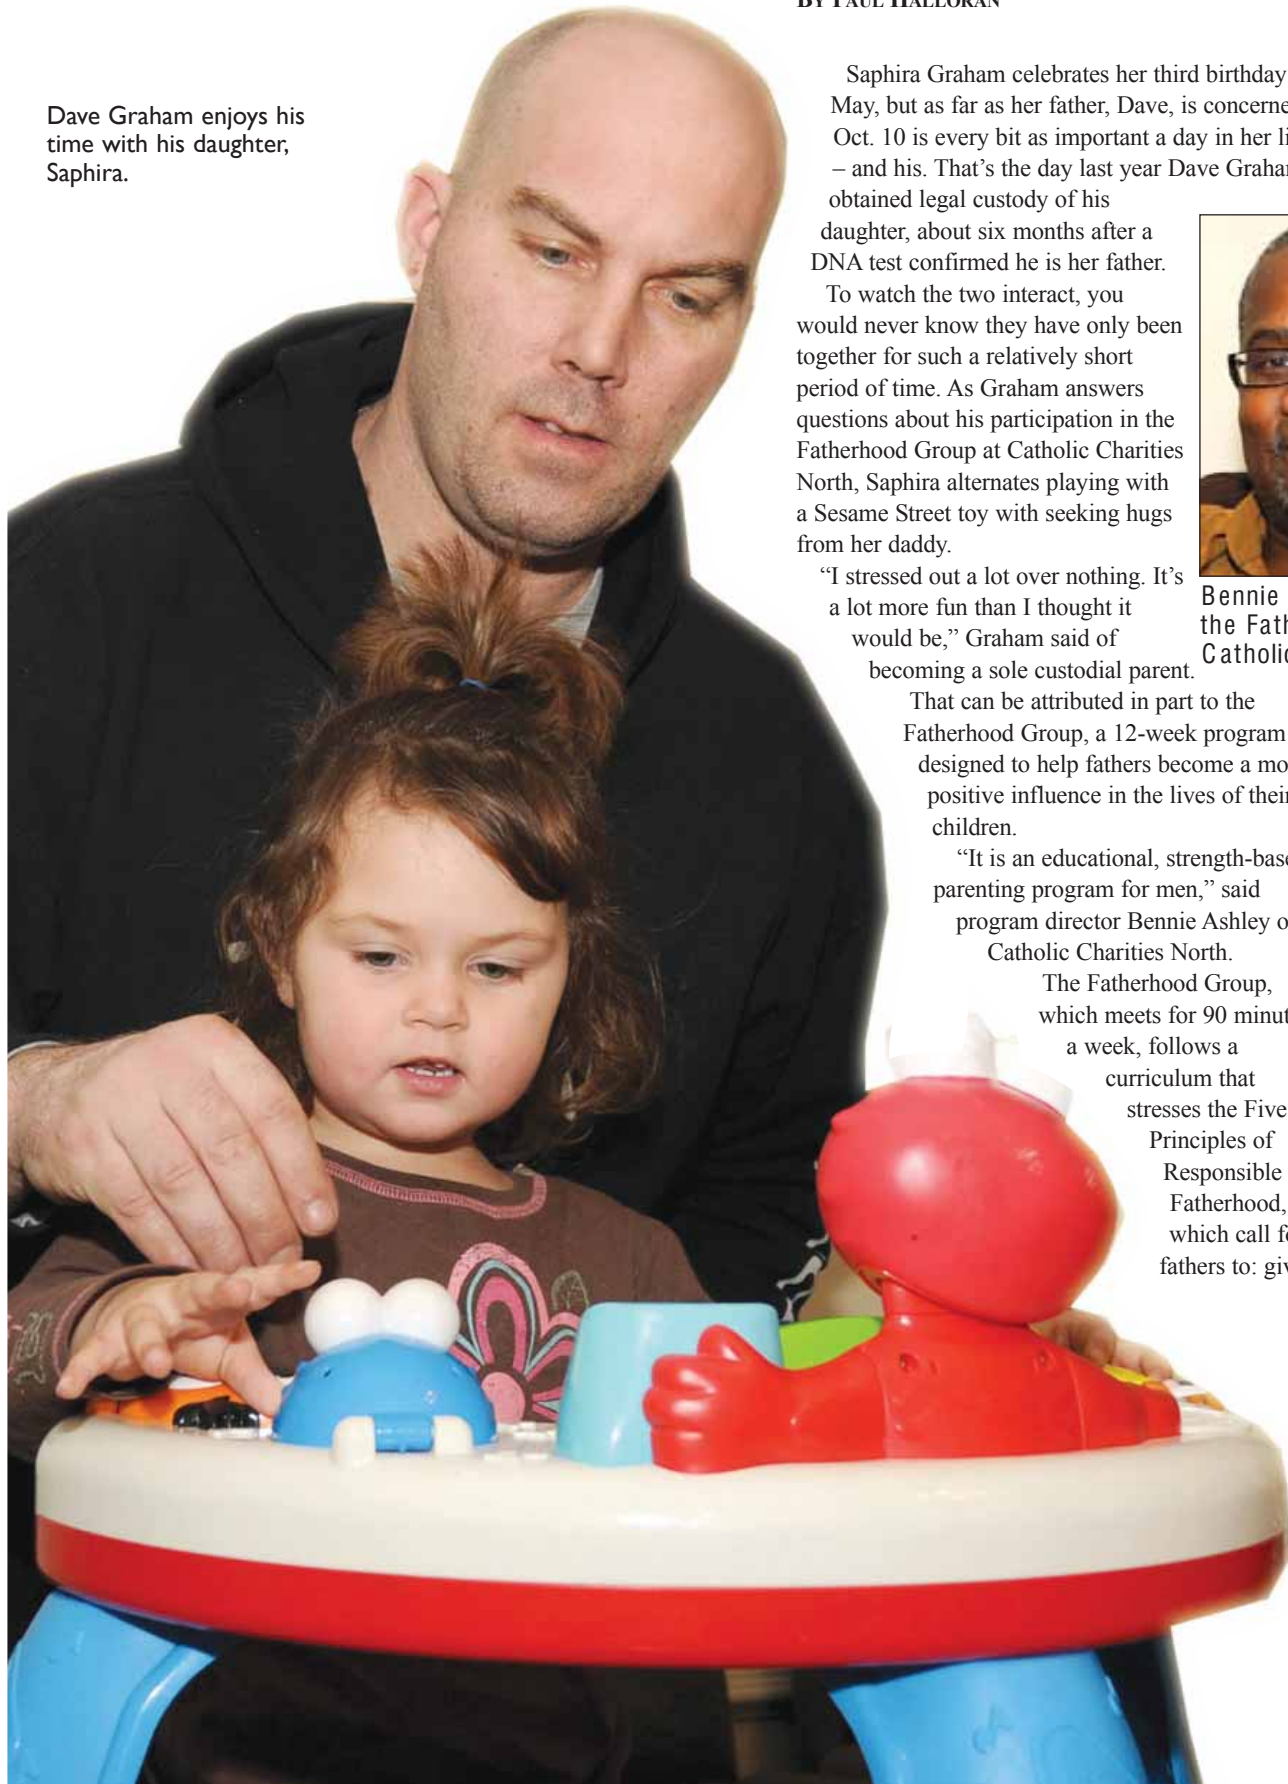 Dave Graham enjoys his
time with his daughter,
Saphira.
BY PAUL HALLORAN
Saphira Graham celebrates her third birthday
May, but as far as her father, Dave, is
Oct. 10 is every bit as important a day in her
– and his. That’s the day last year Dave
obtained legal custody of his
daughter, about six months after a
DNA test confirmed he is her father.
To watch the two interact, you
would never know they have only been
together for such a relatively short
period of time. As Graham answers
questions about his participation in the
Fatherhood Group at Catholic Charities
North, Saphira alternates playing with
a Sesame Street toy with seeking hugs
from her daddy.
“I stressed out a lot over nothing. It’s
a lot more fun than I thought it
would be,” Graham said of
becoming a sole custodial parent.
That can be attributed in part to the
Fatherhood Group, a 12-week program
designed to help fathers become a
positive influence in the lives of their
children.
“It is an educational,
parenting program for men,” said
program director Bennie Ashley
Catholic Charities North.
The Fatherhood Group,
which meets for 90
a week, follows a
curriculum that
stresses the Five
Principles of
Responsible
Fatherhood,
which call
fathers to:
Bennie
the